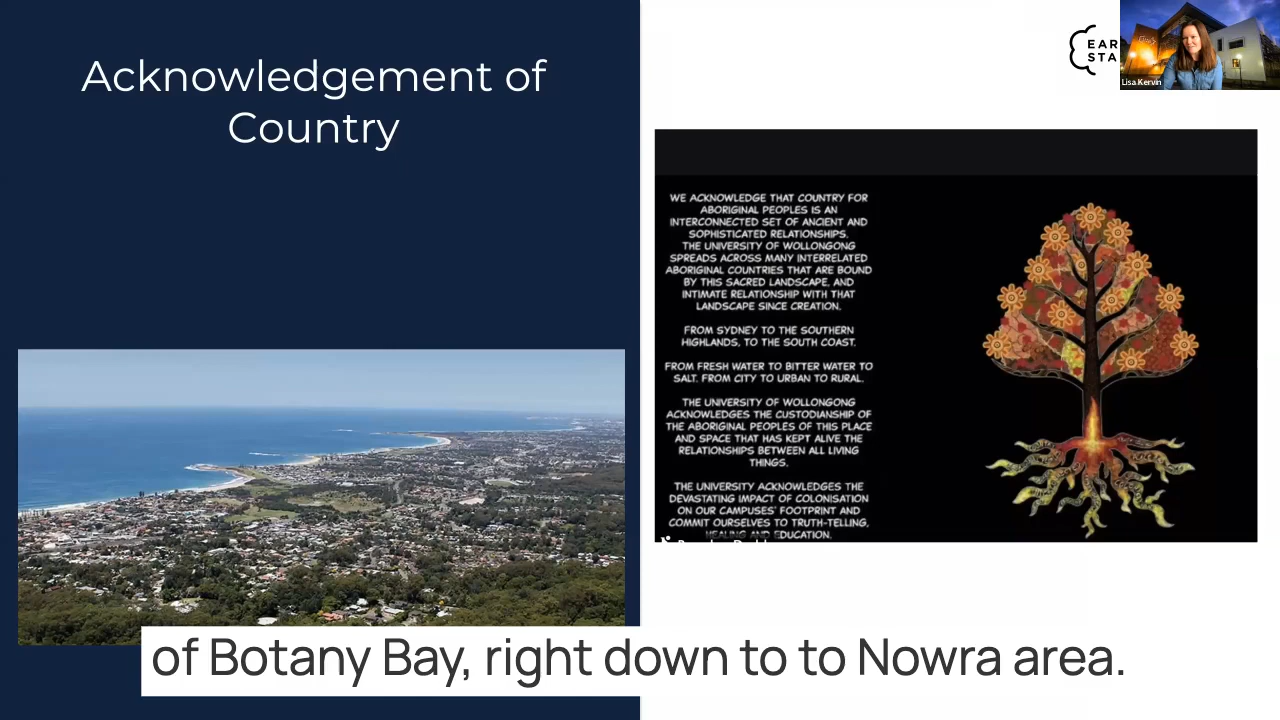 Acknowledgement of
Country
EAR
STA
Lisa Kervin
WE ACKNOWLEDGE THAT COUNTRY FOR
ABORIGINAL PEOPLES IS AN
INTERCONNECTED SET OF ANCIENT AND
SOPHISTICATED RELATIONSHIPS.
THE UNIVERSITY OF WOLLONGONG
SPREADS ACROSS MANY INTERRELATED
ABORIGINAL COUNTRIES THAT ARE BOUND
BY THIS SACRED LANDSCAPE, AND
INTIMATE RELATIONSHIP WITH THAT
LANDSCAPE SINCE CREATION.
FROM SYDNEY TO THE SOUTHERN
HIGHLANDS, TO THE SOUTH COAST.
FROM FRESH WATER TO BITTER WATER TO
SALT. FROM CITY TO URBAN TO RURAL.
THE UNIVERSITY OF WOLLONGONG
ACKNOWLEDGES THE CUSTODIANSHIP OF
THE ABORIGINAL PEOPLES OF THIS PLACE
AND SPACE THAT HAS KEPT ALIVE THE
RELATIONSHIPS BETWEEN ALL LIVING
THINGS.
THE UNIVERSITY ACKNOWLEDGES THE
DEVASTATING IMPACT OF COLONISATION
ON OUR CAMPUSES' FOOTPRINT AND
COMMIT OURSELVES TO TRUTH-TELLING,
HEALING AND EDUCATION.
of Botany Bay, right down to to Nowra area.